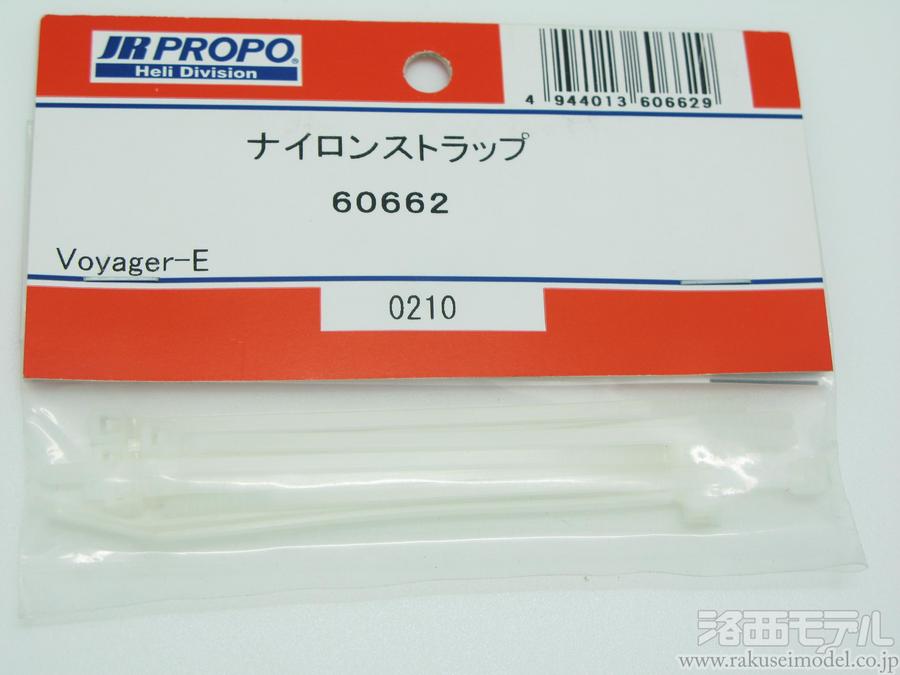 JR PROPO®
Heli Division
4 944013 606629
ナイロンストラップ
60662
Voyager-E
0210
洛西モデル
www.rakuseimodel.co.jp